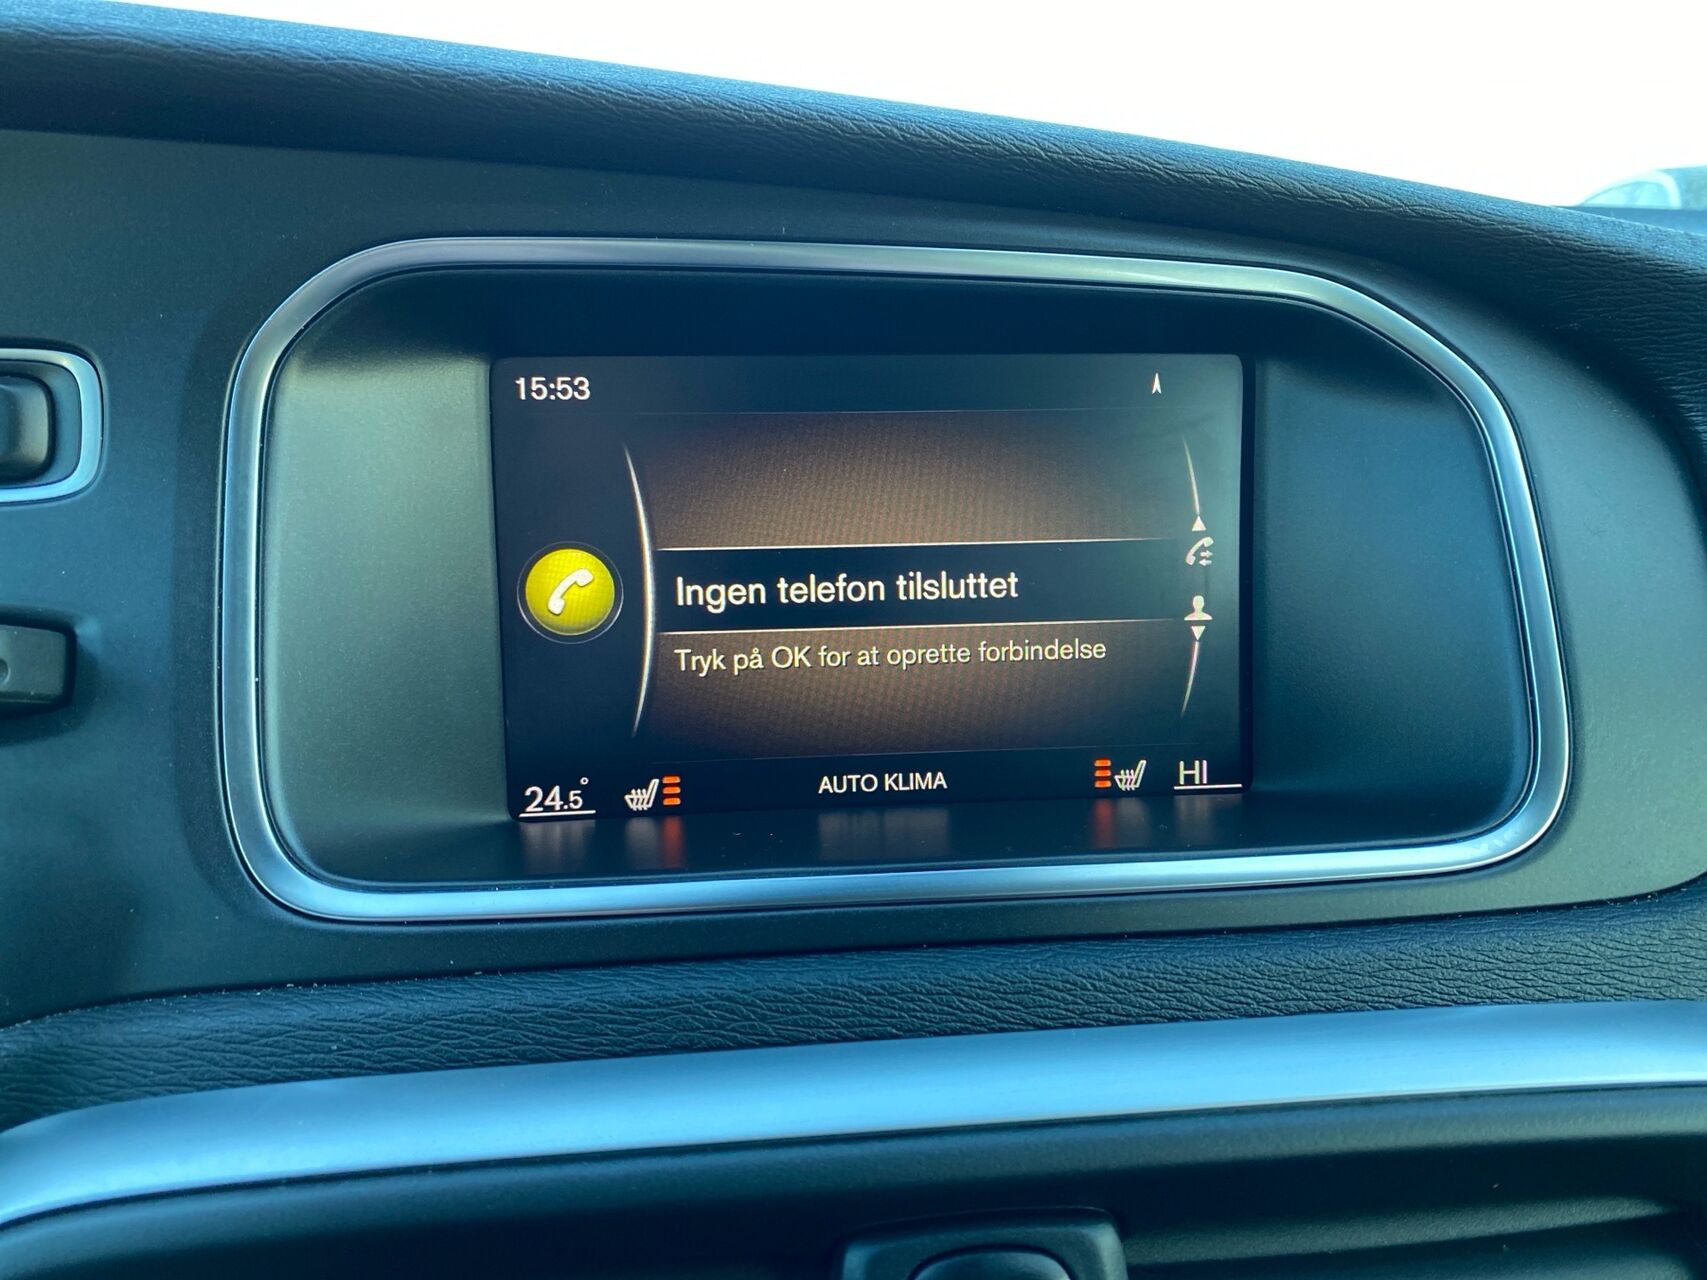 15:53
Ingen telefon tilsluttet
Tryk på OK for at oprette forbindelse
24.5°
AUTO KLIMA
HI